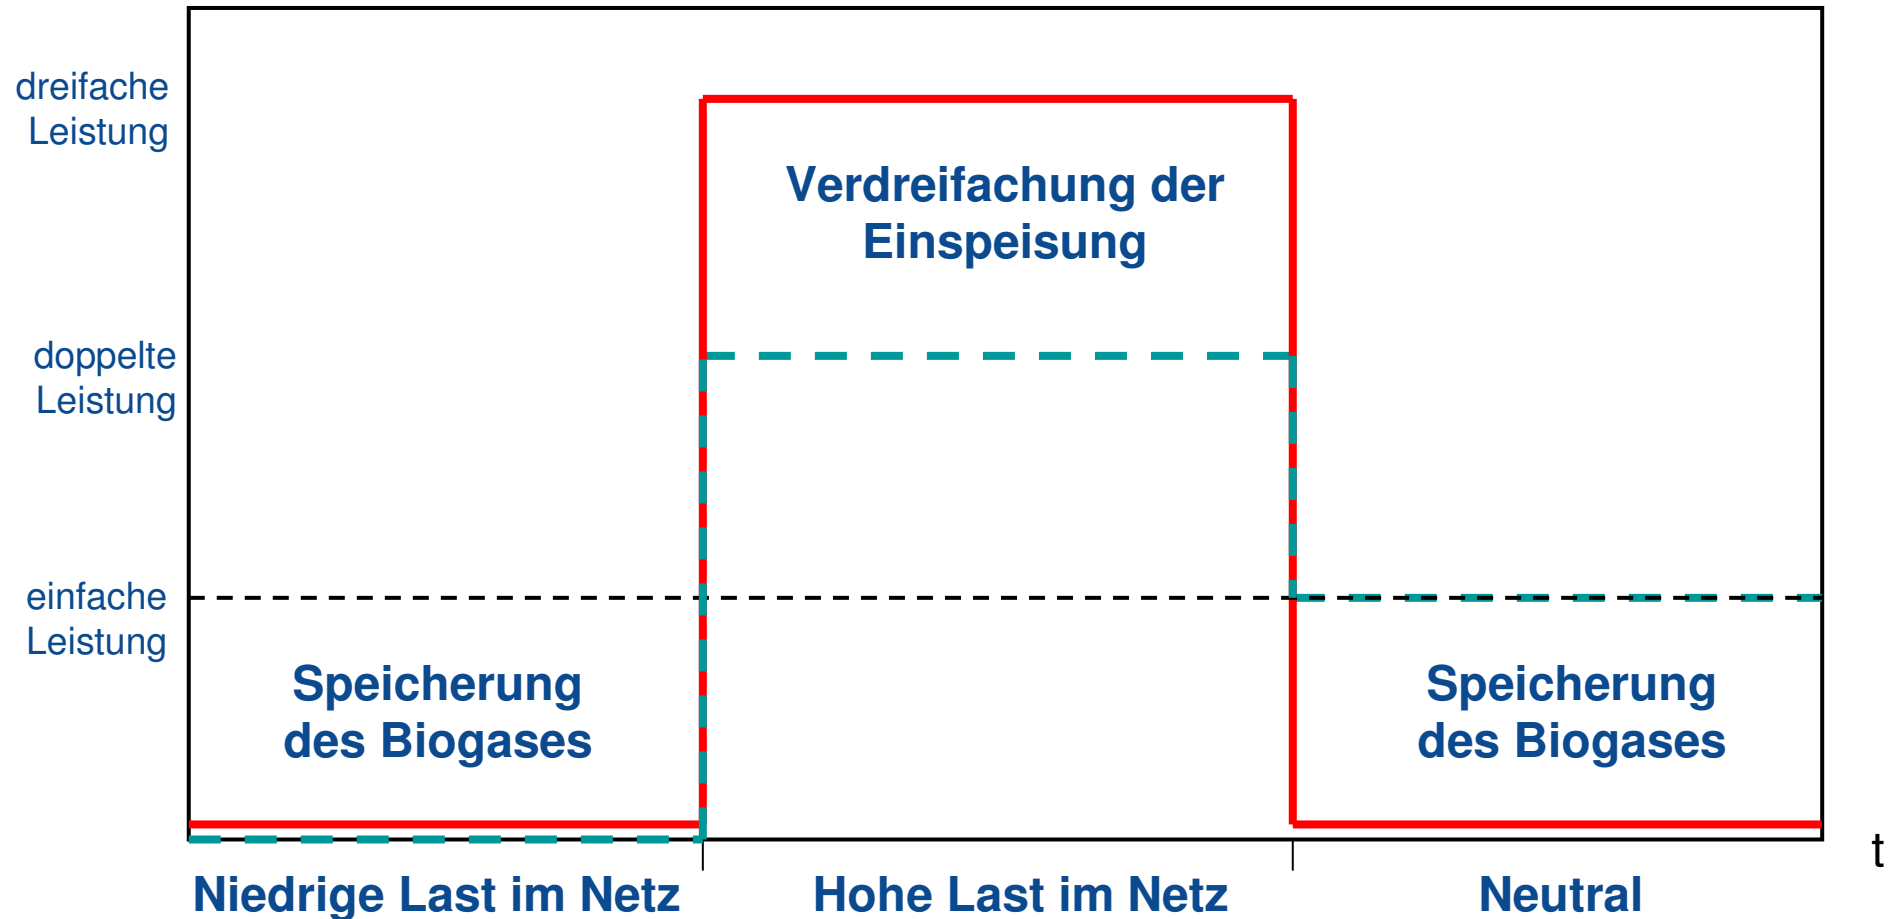 dreifache
Leistung
Verdreifachung der
Einspeisung
doppelte
Leistung
einfache
Leistung
Speicherung
des Biogases
Speicherung
des Biogases
t
Niedrige Last im Netz
Hohe Last im Netz
Neutral